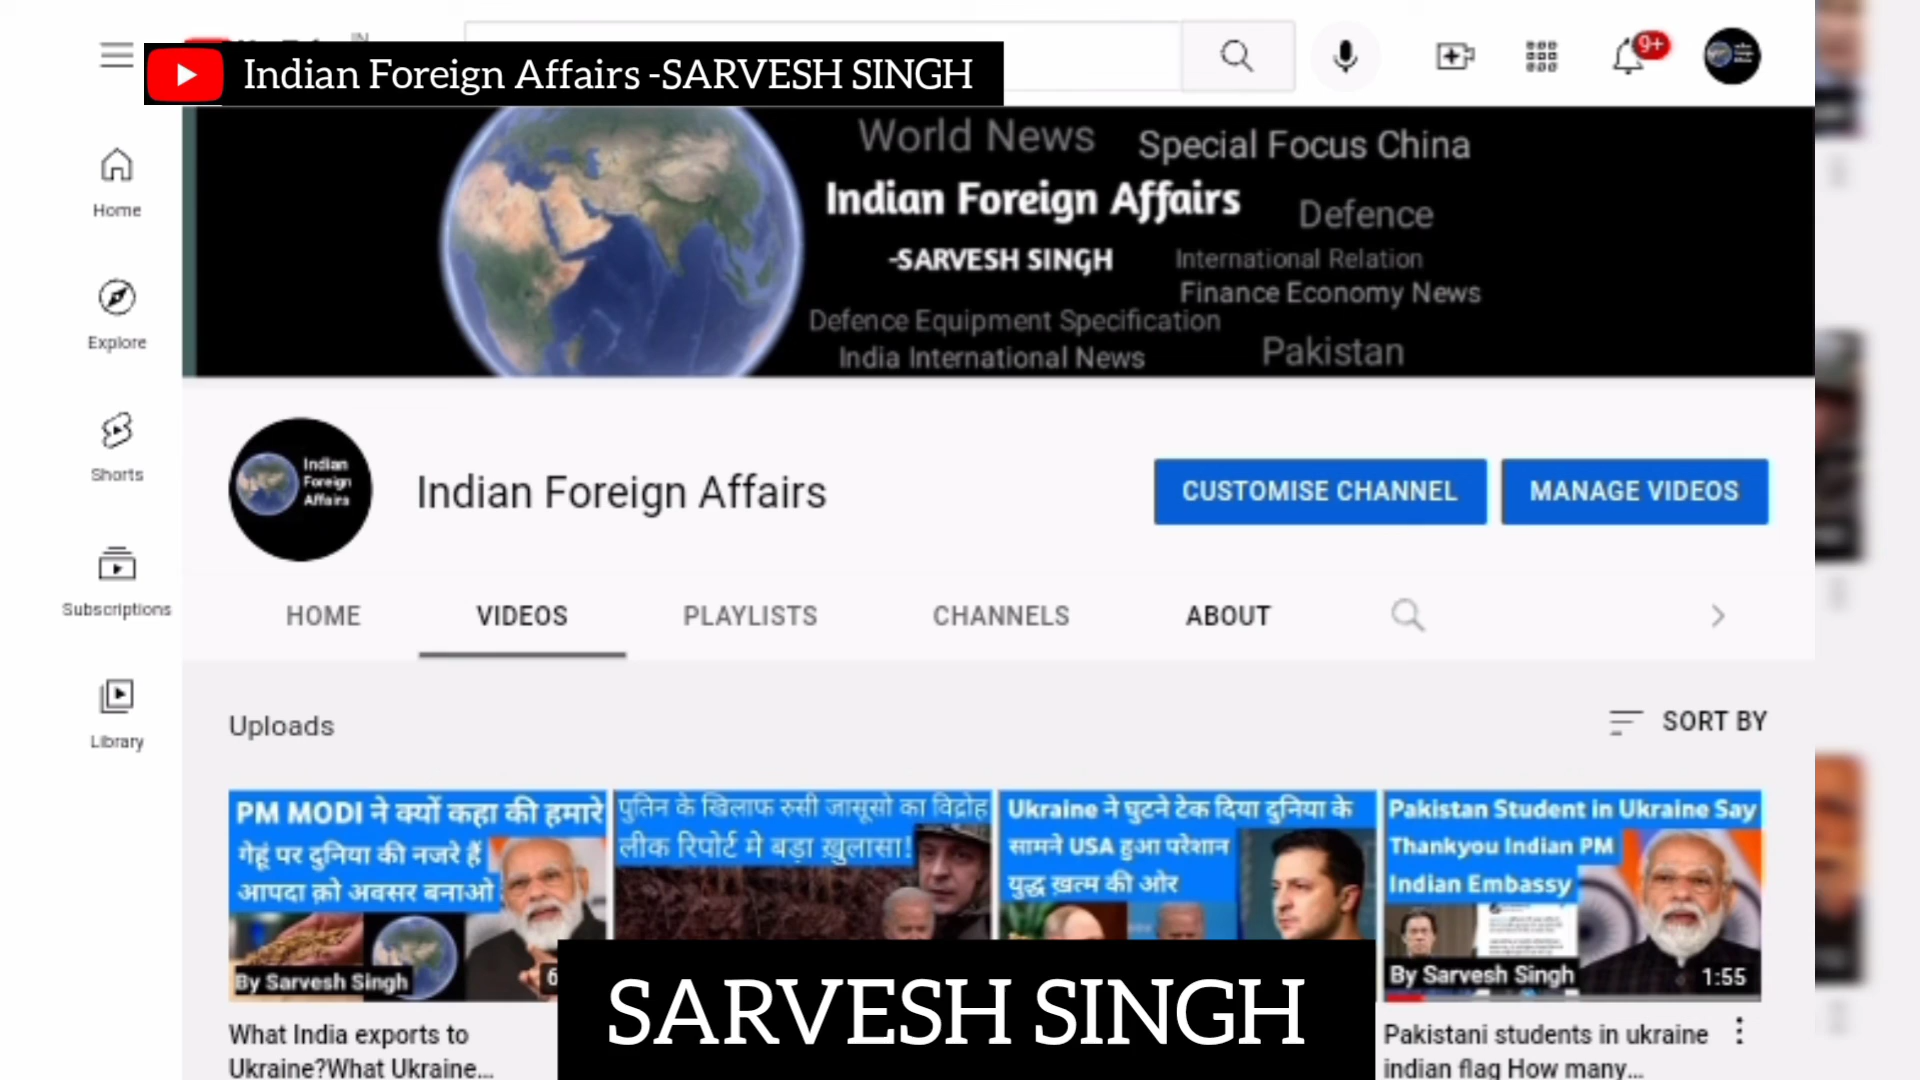 Indian Foreign Affairs -SARVESH SINGH
9+
World News
Special Focus China
Indian Foreign Affairs
Defence
-SARVESH SINGH
International Relation
Finance Economy News
Defence Equipment Specification
India International News
Pakistan
Home
Explore
Shorts
Subscriptions
Library
Indian
Foreign
Affairs
Indian Foreign Affairs
CUSTOMISE CHANNEL
MANAGE VIDEOS
HOME
VIDEOS
PLAYLISTS
CHANNELS
ABOUT
Uploads
SORT BY
PM MODI ने क्यों कहा की हमारे
गेहूं पर दुनिया की नजरे हैं
आपदा क़ो अवसर बनाओ
By Sarvesh Singh
6
What India exports to
Ukraine?What Ukraine...
पुतिन के खिलाफ रुसी जासूसो का विद्रोह
लीक रिपोर्ट मे बड़ा ख़ुलासा!
Ukraine ने घुटने टेक दिया दुनिया के
सामने USA हुआ परेशान
युद्ध ख़त्म की ओर
Pakistan Student in Ukraine Say
Thankyou Indian PM
Indian Embassy
By Sarvesh Singh
1:55
Pakistani students in ukraine
indian flag How many...
SARVESH SINGH